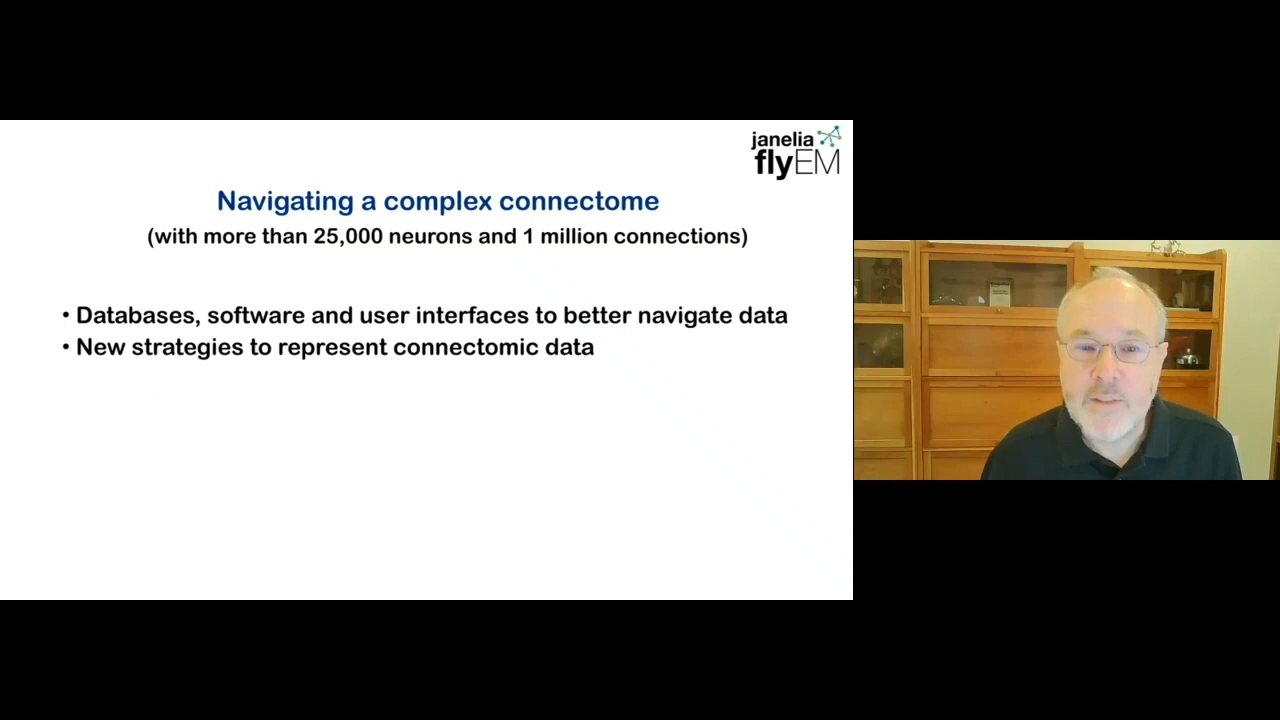 janelia
flyEM
Navigating a complex connectome
(with more than 25,000 neurons and 1 million connections)
• Databases, software and user interfaces to better navigate data
• New strategies to represent connectomic data